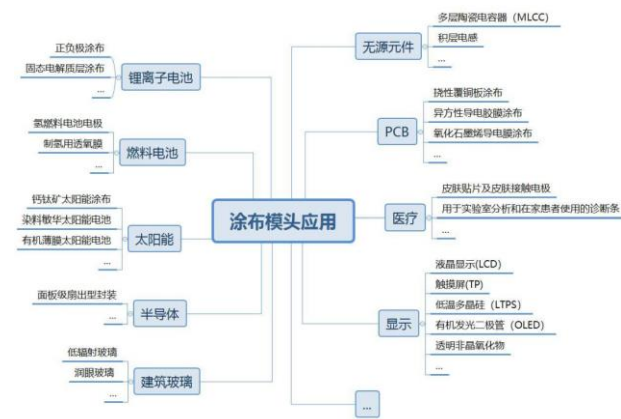 涂布模头应用
锂离子电池
正负极涂布
固态电解质层涂布
...
燃料电池
氢燃料电池电极
制氢用透氧膜
...
太阳能
钙钛矿太阳能涂布
染料敏华太阳能电池
有机薄膜太阳能电池
...
半导体
面板级扇出型封装
...
建筑玻璃
低辐射玻璃
润眼玻璃
...
无源元件
多层陶瓷电容器（MLCC）
积层电感
...
PCB
挠性覆铜板涂布
异方性导电胶膜涂布
氧化石墨烯导电膜涂布
...
医疗
皮肤贴片及皮肤接触电极
用于实验室分析和在家患者使用的诊断条
...
显示
液晶显示(LCD)
触摸屏(TP)
低温多晶硅（LTPS）
有机发光二极管（OLED）
透明非晶氧化物
...
...